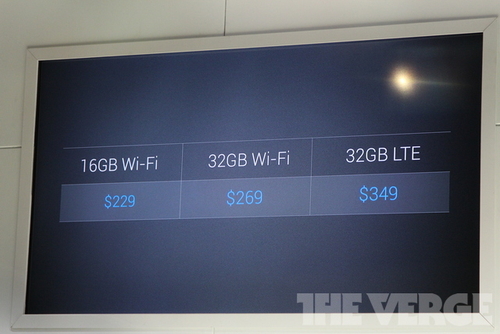 16GB Wi-Fi 32GB Wi-Fi 32GB LTE
$229 $269 $349
THE VERGE